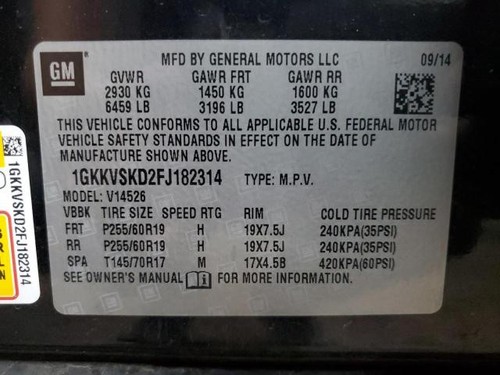 GM
MFD BY GENERAL MOTORS LLC 09/14
GVWR GAWR FRT GAWR RR
2930 KG 1450 KG 1600 KG
6459 LB 3196 LB 3527 LB
THIS VEHICLE CONFORMS TO ALL APPLICABLE U.S. FEDERAL MOTOR
VEHICLE SAFETY STANDARDS IN EFFECT ON THE DATE OF
MANUFACTURE SHOWN ABOVE.
1GKKVSKD2FJ182314 TYPE: M.P.V.
MODEL: V14526
VBBK TIRE SIZE SPEED RTG RIM COLD TIRE PRESSURE
FRT P255/60R19 H 19X7.5J 240KPA(35PSI)
RR P255/60R19 H 19X7.5J 240KPA(35PSI)
SPA T145/70R17 M 17X4.5B 420KPA(60PSI)
SEE OWNER'S MANUAL FOR MORE INFORMATION.
1GKKVSKD2FJ182314